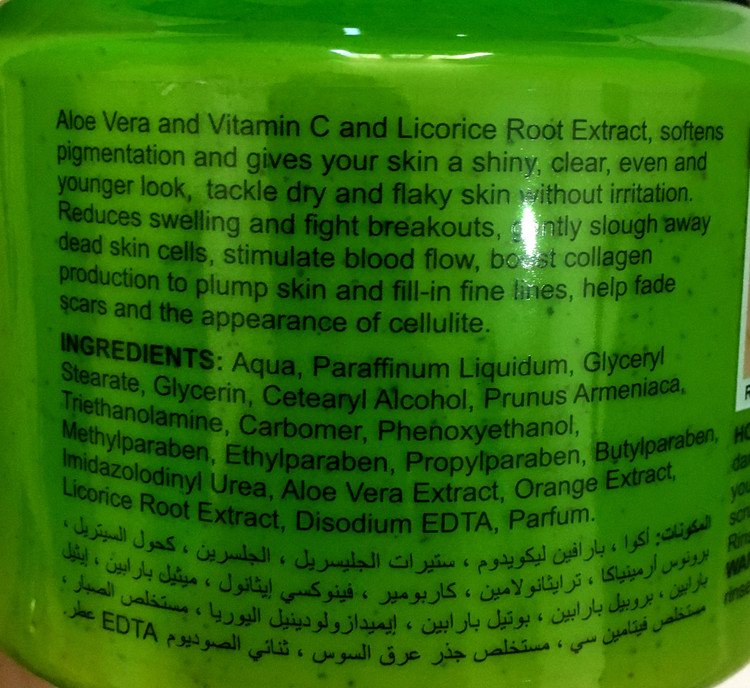 Aloe Vera and Vitamin C and Licorice Root Extract, softens
pigmentation and gives your skin a shiny, clear, even and
younger look, tackle dry and flaky skin without irritation.
Reduces swelling and fight breakouts, gently slough away
dead skin cells, stimulate blood flow, boost collagen
production to plump skin and fill-in fine lines, help fade
scars and the appearance of cellulite.
INGREDIENTS: Aqua, Paraffinum Liquidum, Glyceryl
Stearate, Glycerin, Cetearyl Alcohol, Prunus Armeniaca,
Triethanolamine, Carbomer, Phenoxyethanol,
Methylparaben, Ethylparaben, Propylparaben, Butylparaben,
Imidazolodinyl Urea, Aloe Vera Extract, Orange Extract,
Licorice Root Extract, Disodium EDTA, Parfum.
المكونات: أكوا ، بارافين ليكويدوم ، ستيرات الجليسريل ، الجلسرين ، كحول السيتريل ،
برونوس أرمينياكا ، ترايثانولامين ، كاربومير ، فينوكسي إيثانول ، ميثيل بارابين ، إيثيل
بارابين ، بروبيل بارابين ، بوتيل بارابين ، إيميدازولودينيل اليوريا ، مستخلص الصبار ،
مستخلص فيتامين سي ، مستخلص جذر عرق السوس ، ثنائي الصوديوم EDTA عطر.